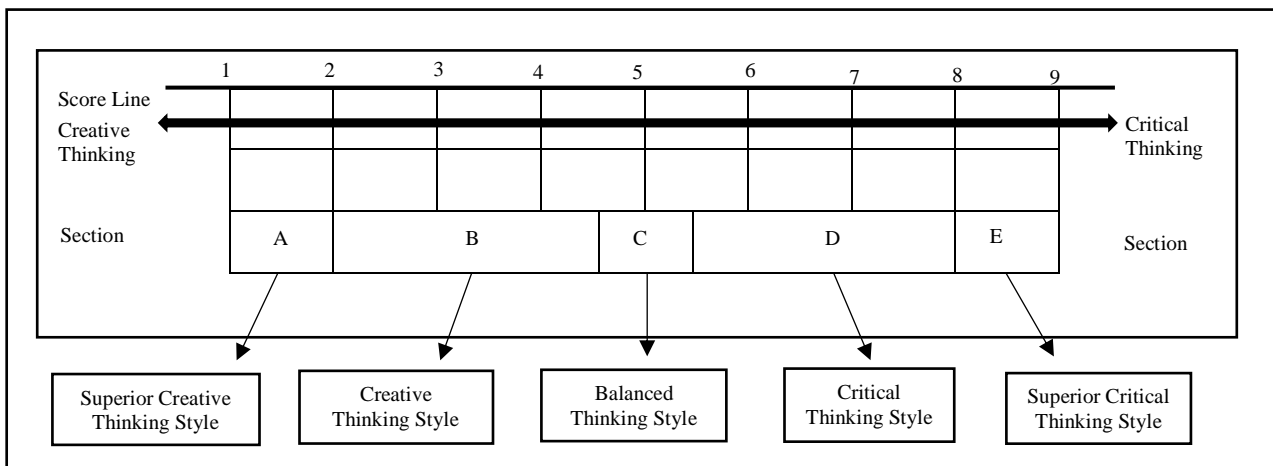 1 2 3 4 5 6 7 8 9
Score Line
Creative
Thinking
Critical
Thinking
Section
A B C D E
Section
Superior Creative
Thinking Style
Creative
Thinking Style
Balanced
Thinking Style
Critical
Thinking Style
Superior Critical
Thinking Style